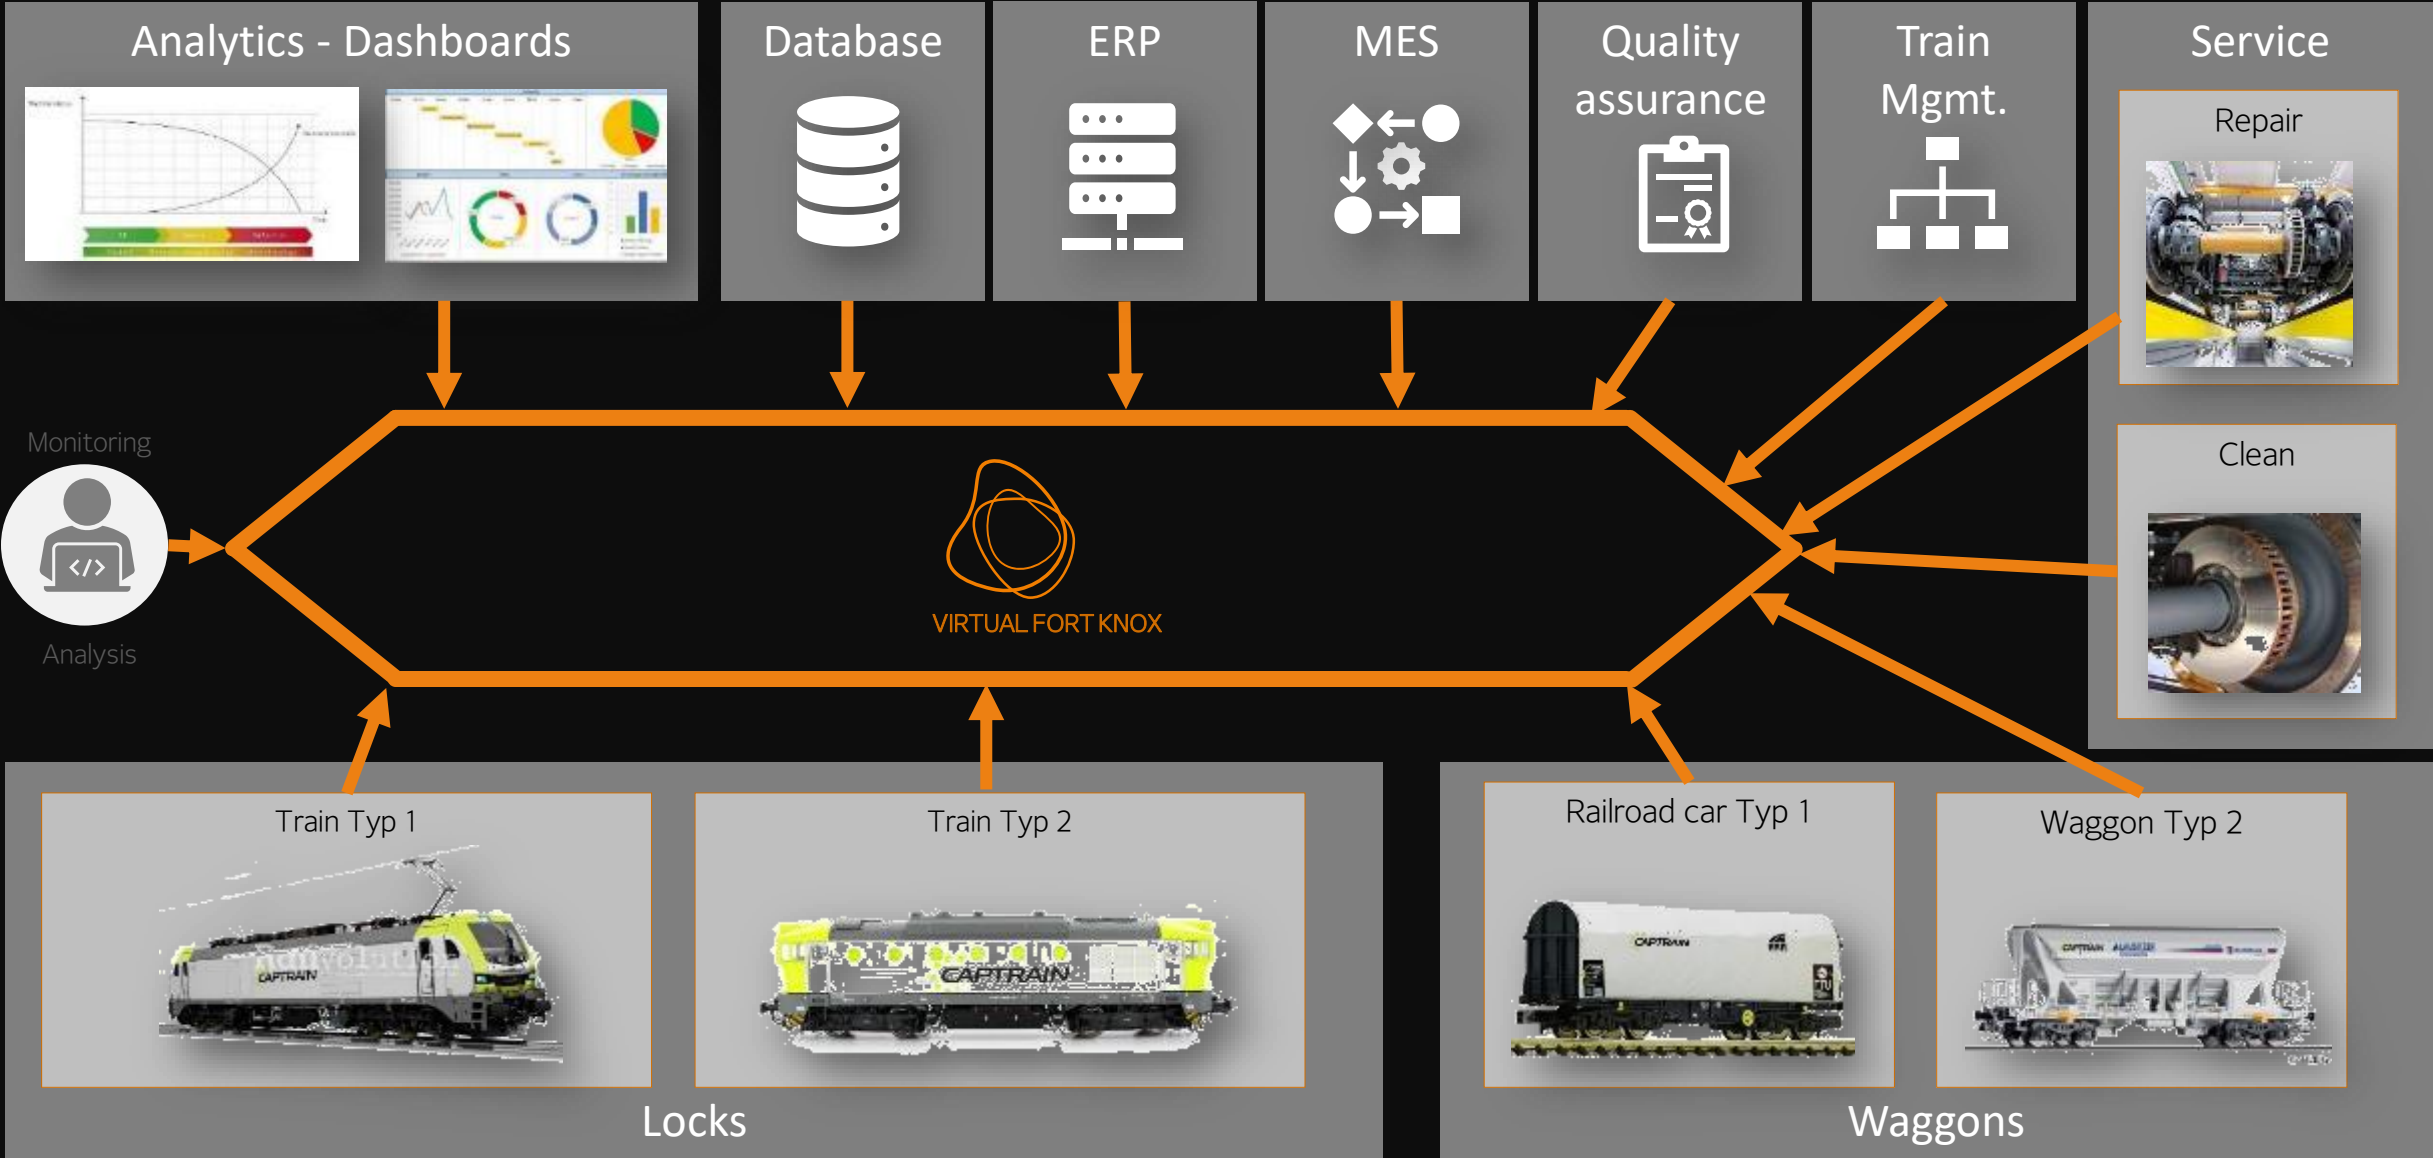 Analytics - Dashboards
Database
ERP
MES
Quality
assurance
Train
Mgmt.
Service
Repair
Clean
Monitoring
</>
Analysis
VIRTUAL FORT KNOX
Train Typ 1
CAPTRAIN
Train Typ 2
CAPTRAIN
Locks
Railroad car Typ 1
CAPTRAIN
Waggon Typ 2
CAPTRAIN
Waggons